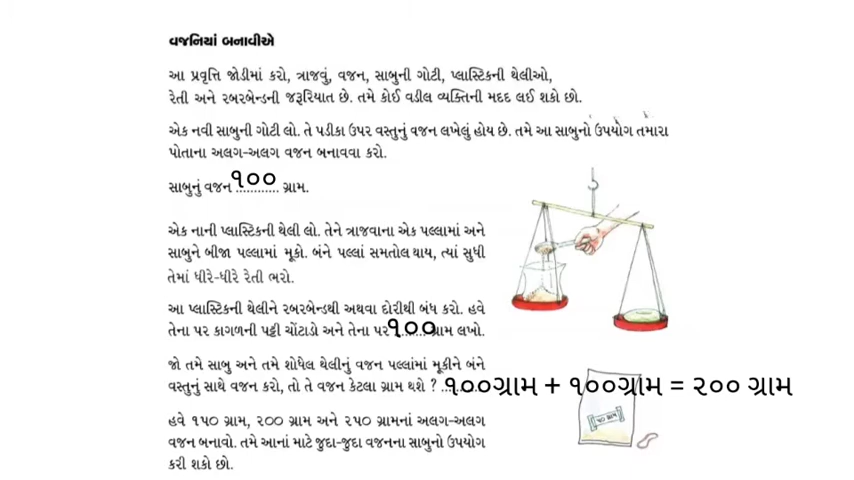 વજનિયાં બનાવીએ
આ પ્રવૃત્તિ જોડીમાં કરો, ત્રાજવું, વજન, સાબુની ગોટી, પ્લાસ્ટિકની થેલીઓ,
રેતી અને રબરબેન્ડની જરૂરિયાત છે. તમે કોઈ વડીલ વ્યક્તિની મદદ લઈ શકો છો.
એક નવી સાબુની ગોટી લો. તે પડીકા ઉપર વસ્તુનું વજન લખેલું હોય છે. તમે આ સાબુનો ઉપયોગ તમારા
પોતાના અલગ-અલગ વજન બનાવવા કરો.
સાબુનું વજન ૧૦૦ ગ્રામ.
એક નાની પ્લાસ્ટિકની થેલી લો. તેને ત્રાજવાના એક પલ્લામાં અને
સાબુને બીજા પલ્લામાં મૂકો. બંને પલ્લાં સમતોલ થાય, ત્યાં સુધી
તેમાં ધીરે-ધીરે રેતી ભરો.
આ પ્લાસ્ટિકની થેલીને રબરબેન્ડથી અથવા દોરીથી બંધ કરો. હવે
તેના પર કાગળની પટ્ટી ચોંટાડો અને તેના પર ૧૦૦ ગ્રામ લખો.
જો તમે સાબુ અને તમે શોધેલ થેલીનું વજન પલ્લાંમાં મૂકીને બંને
વસ્તુનું સાથે વજન કરો, તો તે વજન કેટલા ગ્રામ થશે ? ......... ૧૦૦ગ્રામ + ૧૦૦ગ્રામ = ૨૦૦ ગ્રામ
હવે ૧૫૦ ગ્રામ, ૨૦૦ ગ્રામ અને ૨૫૦ ગ્રામનાં અલગ-અલગ
વજન બનાવો. તમે આનાં માટે જુદા-જુદા વજનના સાબુનો ઉપયોગ
કરી શકો છો.
૫૦ ગ્રામ